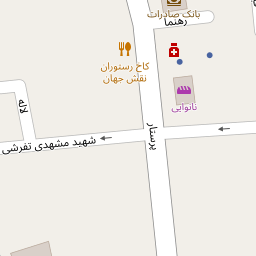 بانک صادرات
رهنما
کاخ رستوران
نقش جهان
نانوایی
لاله
پرستار
شهید مشهدی تفرشی